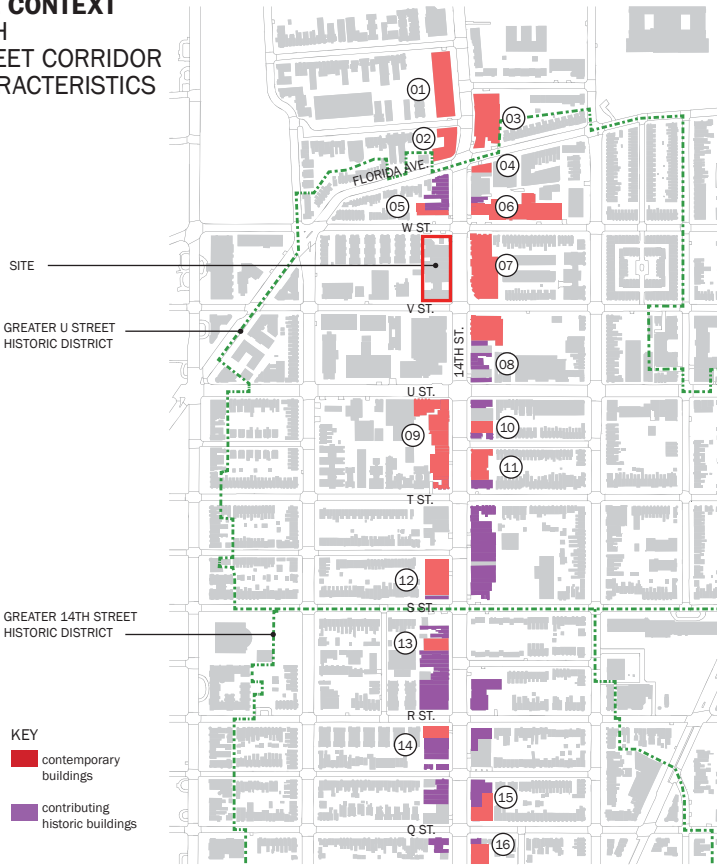 CONTEXT
H
EET CORRIDOR
RACTERISTICS
01
02
03
FLORIDA AVE.
04
05
06
W ST.
SITE
07
V ST.
GREATER U STREET
HISTORIC DISTRICT
14TH ST.
08
U ST.
09
10
11
T ST.
12
S ST.
GREATER 14TH STREET
HISTORIC DISTRICT
13
R ST.
KEY
contemporary
buildings
14
contributing
historic buildings
15
Q ST.
16